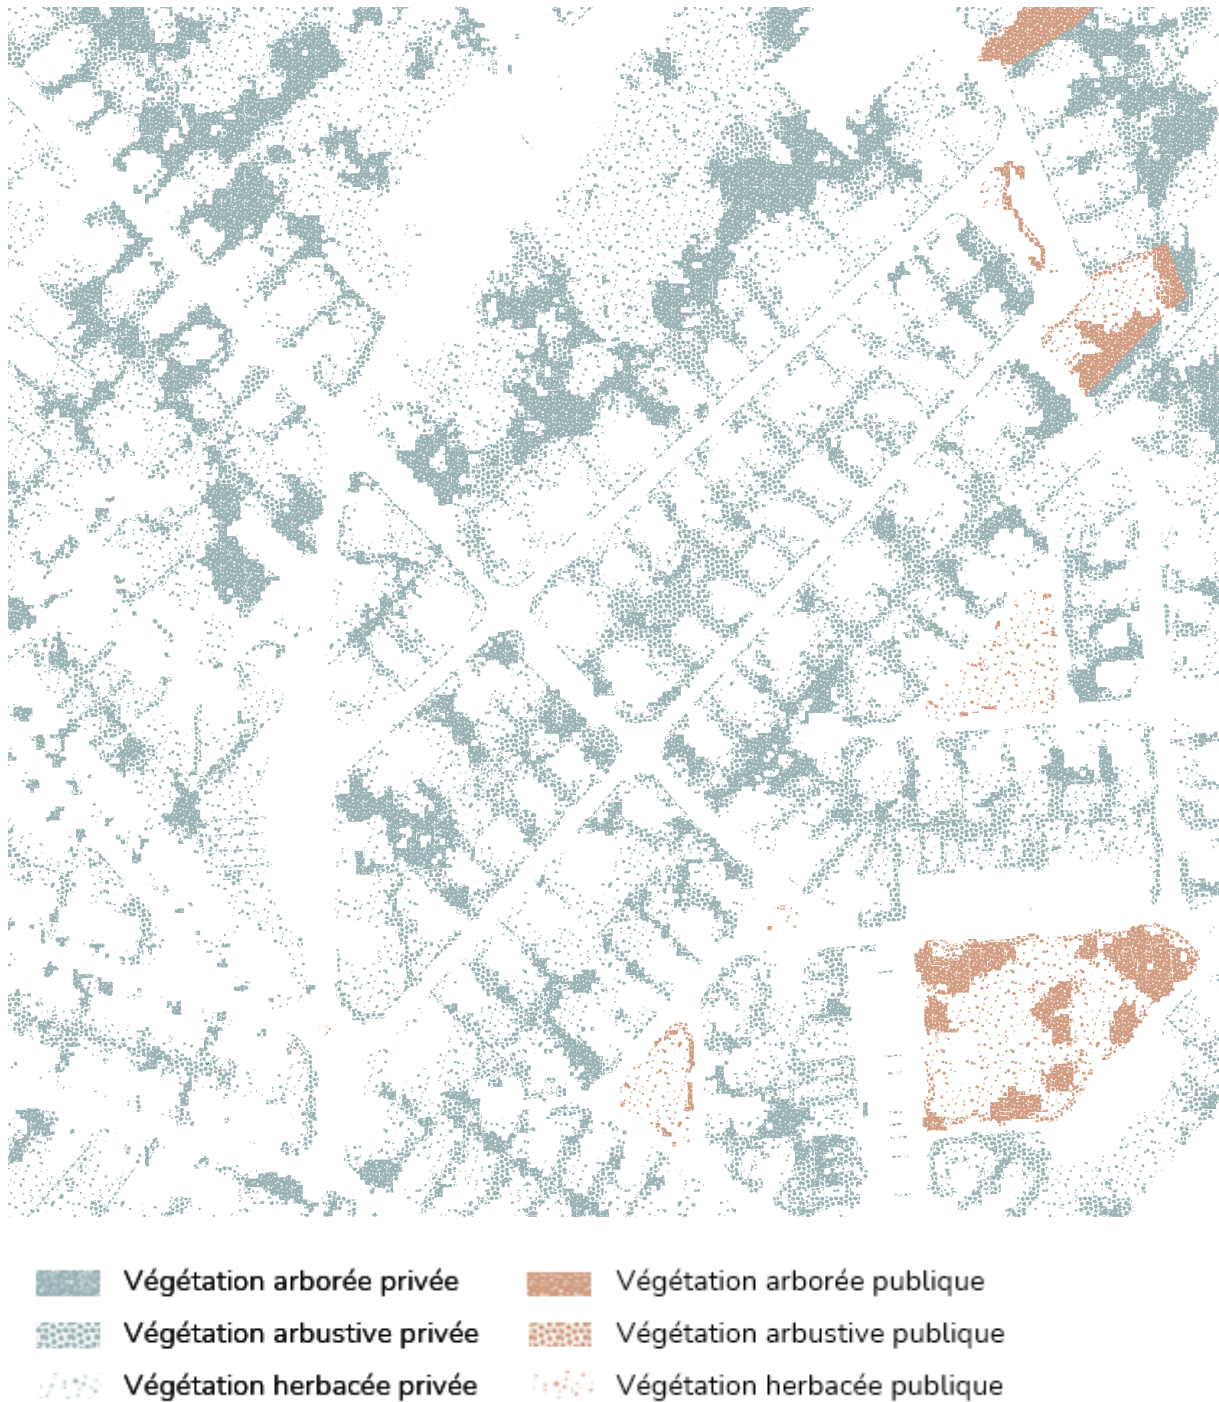 Végétation arborée privée
Végétation arborée publique
Végétation arbustive privée
Végétation arbustive publique
Végétation herbacée privée
Végétation herbacée publique